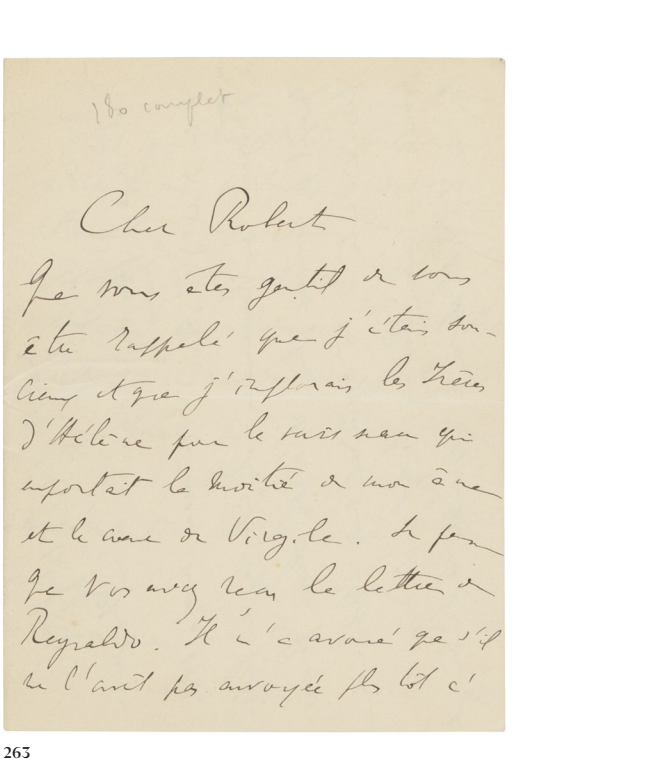 180 complet
Cher Robert
Que vous êtes gentil de vous
être rappelé que j'étais sou-
cieux et que j'implorais les frères
d'Hélène pour le vaisseau qui
emportait la moitié de mon âme
et le cœur de Virgile. Je pense
que vous avez reçu la lettre de
Reynaldo. Il m'a avoué que s'il
ne l'avait pas envoyée plus tôt c'
263